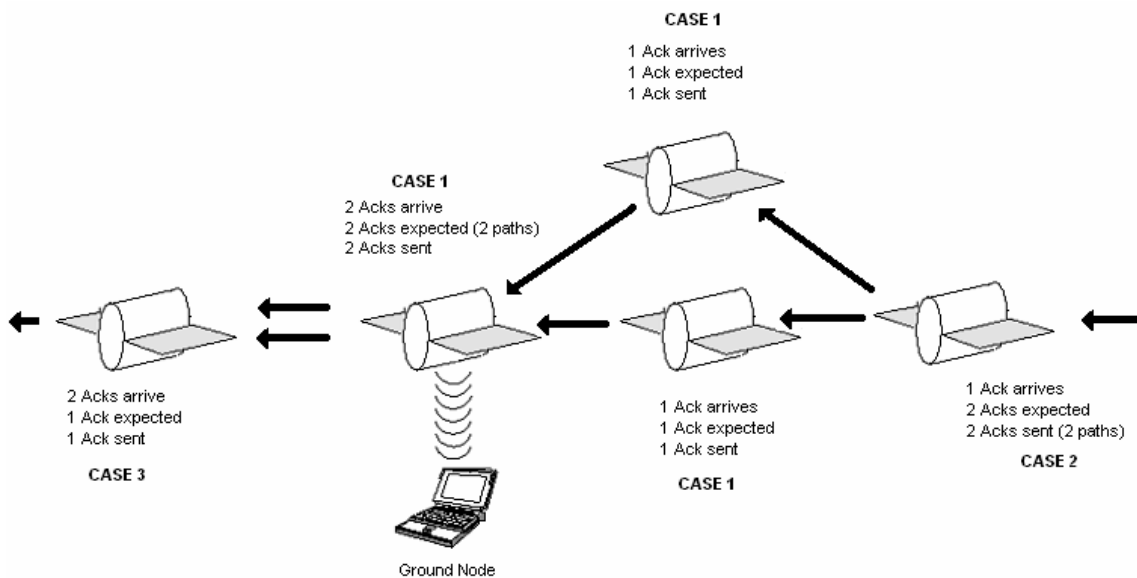 CASE 1
1 Ack arrives
1 Ack expected
1 Ack sent
CASE 1
2 Acks arrive
2 Acks expected (2 paths)
2 Acks sent
2 Acks arrive
1 Ack expected
1 Ack sent
CASE 3
1 Ack arrives
1 Ack expected
1 Ack sent
CASE 1
1 Ack arrives
2 Acks expected
2 Acks sent (2 paths)
CASE 2
Ground Node